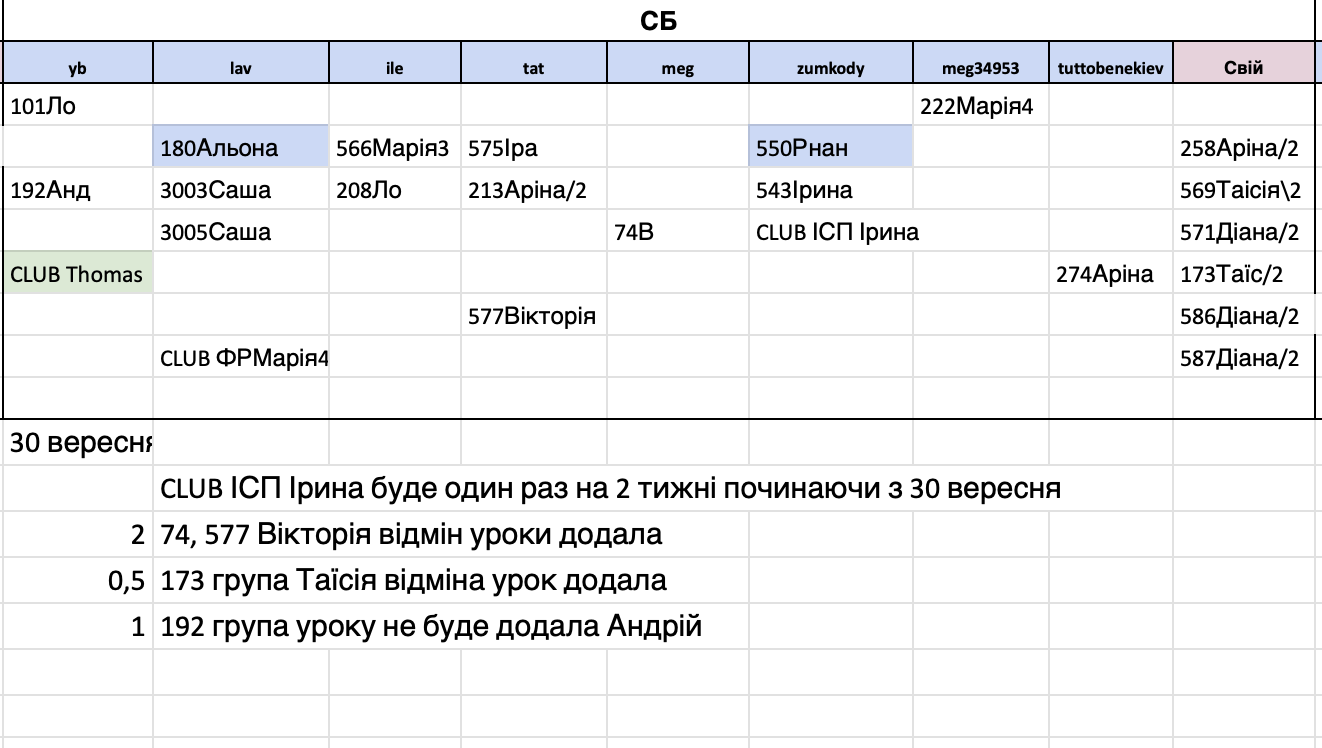 СБ
yb lav ile tat meg zumkody meg34953 tuttobenekiev Свій
101Ло 222Марія4
180Альона 566Марія3 575Іра 550Рнан 258Аріна/2
192Анд 3003Саша 208Ло 213Аріна/2 543Ірина 569Таісія\2
3005Саша 74В CLUB ІСП Ірина 571Діана/2
CLUB Thomas 274Аріна 173Таїс/2
577Вікторія 586Діана/2
CLUB ФРМарія4 587Діана/2
30 вересня
CLUB ІСП Ірина буде один раз на 2 тижні починаючи з 30 вересня
2 74, 577 Вікторія відмін уроки додала
0,5 173 група Таїсія відміна урок додала
1 192 група уроку не буде додала Андрій